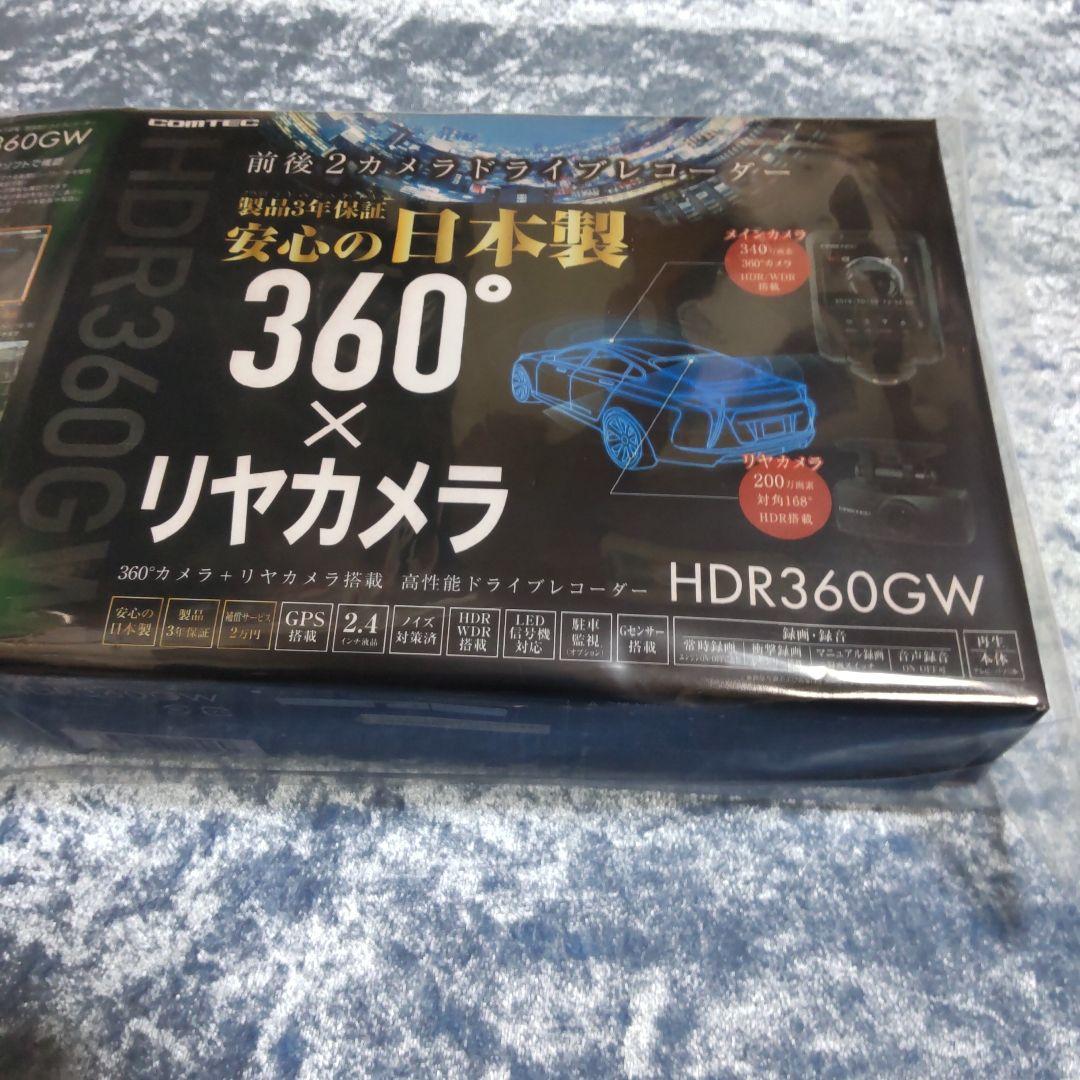 COMTEC
前後2カメラドライブレコーダー
製品3年保証
安心の日本製
360°
×
リヤカメラ
メインカメラ
340万画素
360°カメラ
HDR/WDR
搭載
リヤカメラ
200万画素
対角168°
HDR搭載
360°カメラ+リヤカメラ搭載 高性能ドライブレコーダー HDR360GW
安心の
日本製
製品
3年保証
補償サービス
2万円
GPS
搭載
2.4
インチ液晶
ノイズ
対策済
HDR
WDR
搭載
LED
信号機
対応
駐車
監視
(オプション)
Gセンサー
搭載
録画・録音
常時録画
衝撃録画
マニュアル録画
音声録音
ON/OFF可
再生
本体
HDR360GW
360GW